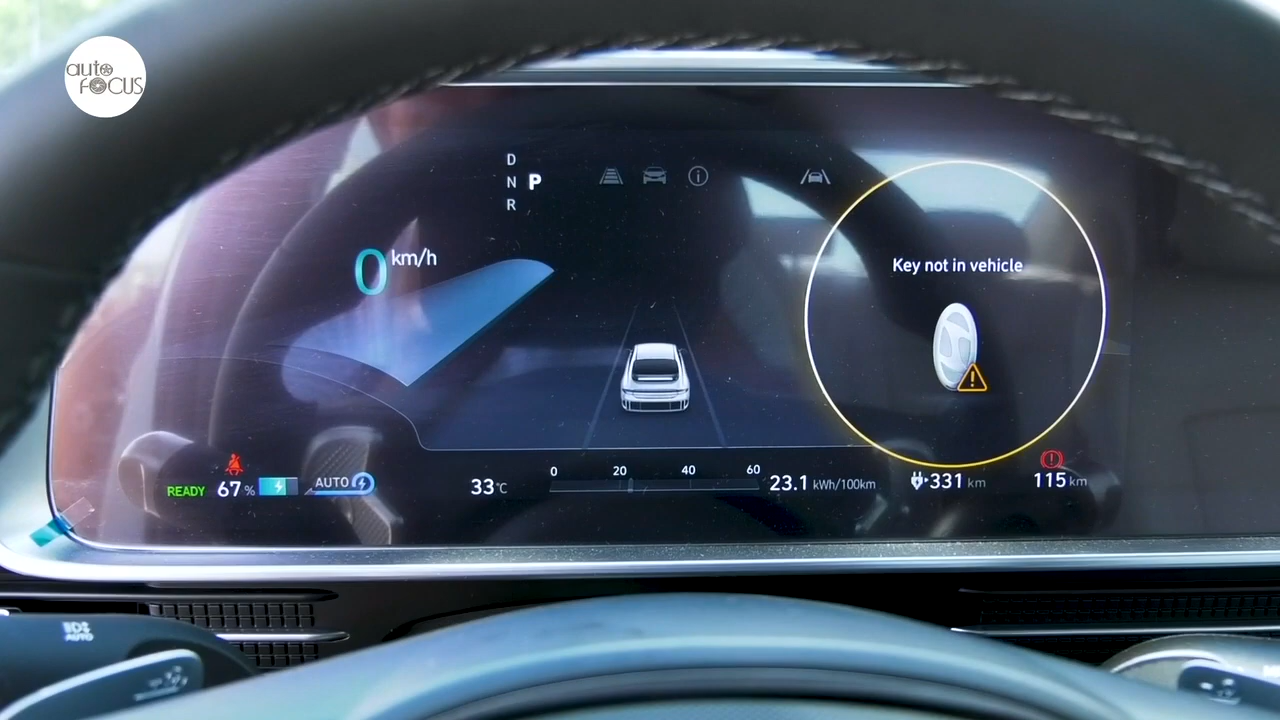 auto
FOCUS
D
N P
R
0 km/h
Key not in vehicle
READY 67 % AUTO
33°C
0 20 40 60
23.1 kWh/100km
331 km
115 km
AUTO